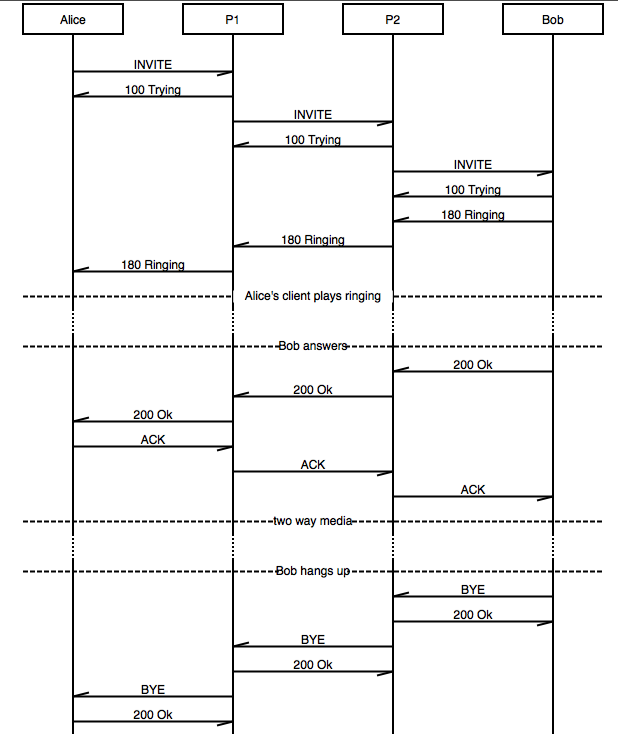 Alice P1 P2 Bob
INVITE
100 Trying
INVITE
100 Trying
INVITE
100 Trying
180 Ringing
180 Ringing
180 Ringing
Alice's client plays ringing
Bob answers
200 Ok
200 Ok
200 Ok
ACK
ACK
ACK
two way media
Bob hangs up
BYE
200 Ok
BYE
200 Ok
BYE
200 Ok